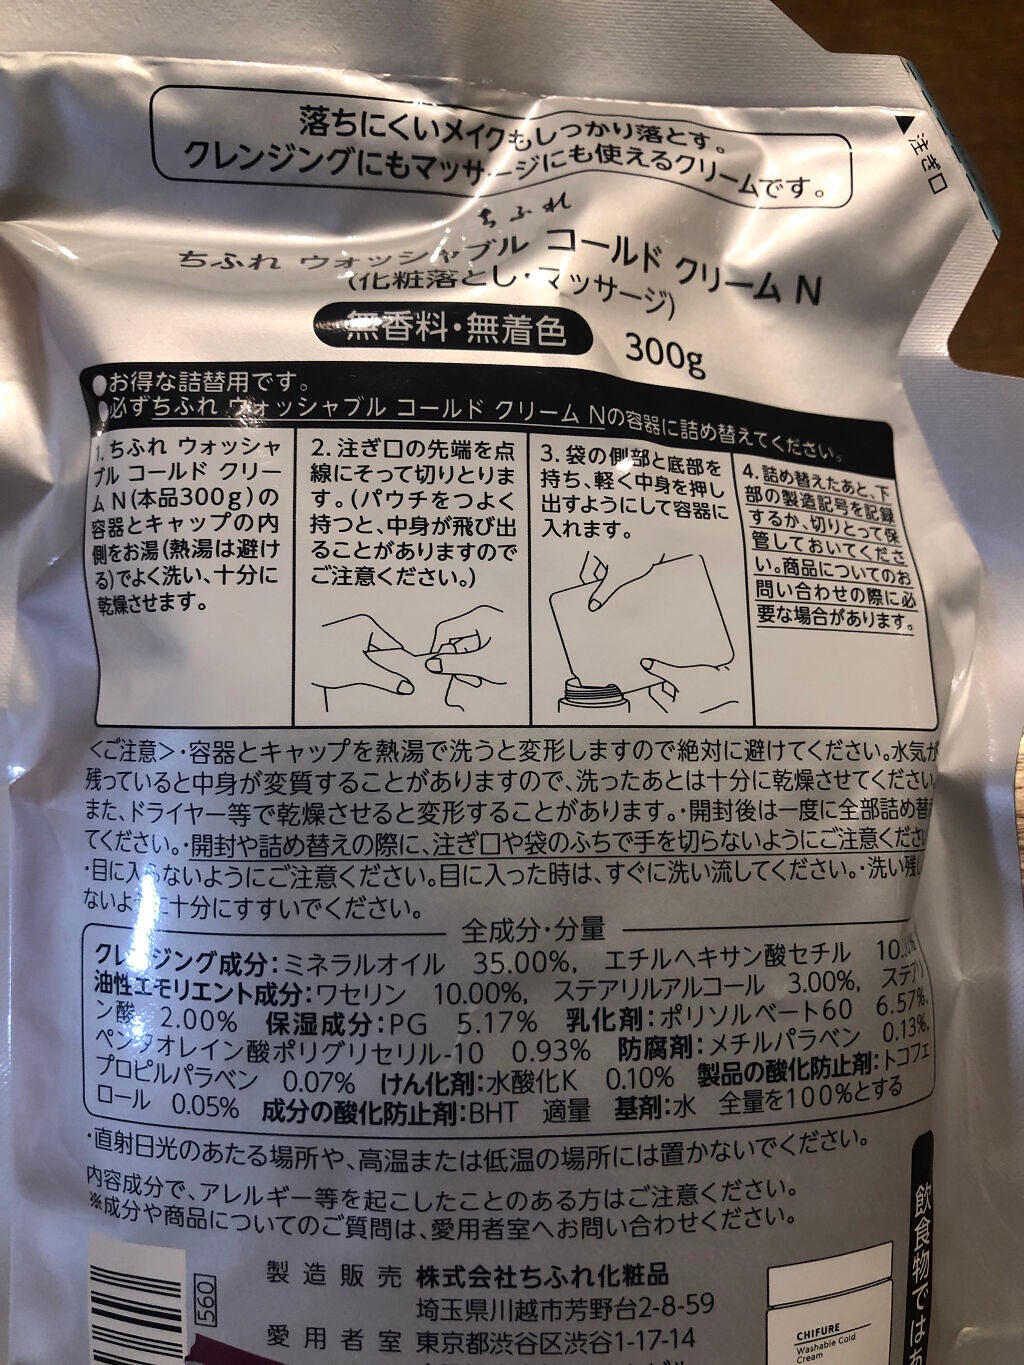 落ちにくいメイクもしっかり落とす。
クレンジングにもマッサージにも使えるクリームです。
注ぎ口
ちふれ
ちふれ ウォッシャブル コールド クリーム N
(化粧落とし・マッサージ)
無香料・無着色
300g
●お得な詰替用です。
●必ずちふれ ウォッシャブル コールド クリーム Nの容器に詰め替えてください。
1. ちふれ ウォッシャ
ブル コールド クリー
ム N(本品300g)の
容器とキャップの内
側をお湯(熱湯は避け
る)でよく洗い、十分に
乾燥させます。
2. 注ぎ口の先端を点
線にそって切りとりま
す。(パウチをつよく
持つと、中身が飛び出
ることがありますので
ご注意ください。)
3. 袋の側部と底部を
持ち、軽く中身を押し
出すようにして容器に
入れます。
4. 詰め替えたあと、下
部の製造記号を記録
するか、切りとって保
管しておいてくださ
い。商品についてのお
問い合わせの際に必
要な場合があります。
<ご注意>・容器とキャップを熱湯で洗うと変形しますので絶対に避けてください。水気が
残っていると中身が変質することがありますので、洗ったあとは十分に乾燥させてください。
また、ドライヤー等で乾燥させると変形することがあります。・開封後は一度に全部詰め替え
てください。・開封や詰め替えの際に、注ぎ口や袋のふちで手を切らないようにご注意ください
・目に入らないようにご注意ください。目に入った時は、すぐに洗い流してください。・洗い残し
ないように十分にすすいでください。
全成分・分量
クレンジング成分:ミネラルオイル 35.00%, エチルヘキサン酸セチル
油性エモリエント成分:ワセリン 10.00%, ステアリルアルコール 3.00%, ステアリ
ン酸 2.00% 保湿成分:PG 5.17% 乳化剤:ポリソルベート60 6.57%,
ペンタオレイン酸ポリグリセリル-10 0.93% 防腐剤:メチルパラベン 0.13%,
プロピルパラベン 0.07% けん化剤:水酸化K 0.10% 製品の酸化防止剤:トコフェ
ロール 0.05% 成分の酸化防止剤:BHT 適量 基剤:水 全量を100%とする
・直射日光のあたる場所や、高温または低温の場所には置かないでください。
内容成分で、アレルギー等を起こしたことのある方はご注意ください。
※成分や商品についてのご質問は、愛用者室へお問い合わせください。
飲食物では
560
製造販売 株式会社ちふれ化粧品
埼玉県川越市芳野台2-8-59
愛用者室 東京都渋谷区渋谷1-17-14
CHIFURE
Washable Cold
Cream